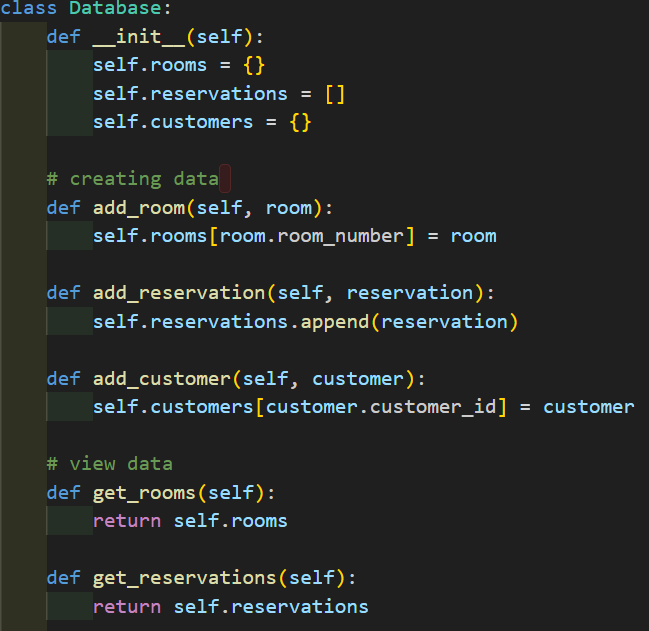 class Database:
    def __init__(self):
        self.rooms = {}
        self.reservations = []
        self.customers = {}

    # creating data
    def add_room(self, room):
        self.rooms[room.room_number] = room

    def add_reservation(self, reservation):
        self.reservations.append(reservation)

    def add_customer(self, customer):
        self.customers[customer.customer_id] = customer

    # view data
    def get_rooms(self):
        return self.rooms

    def get_reservations(self):
        return self.reservations